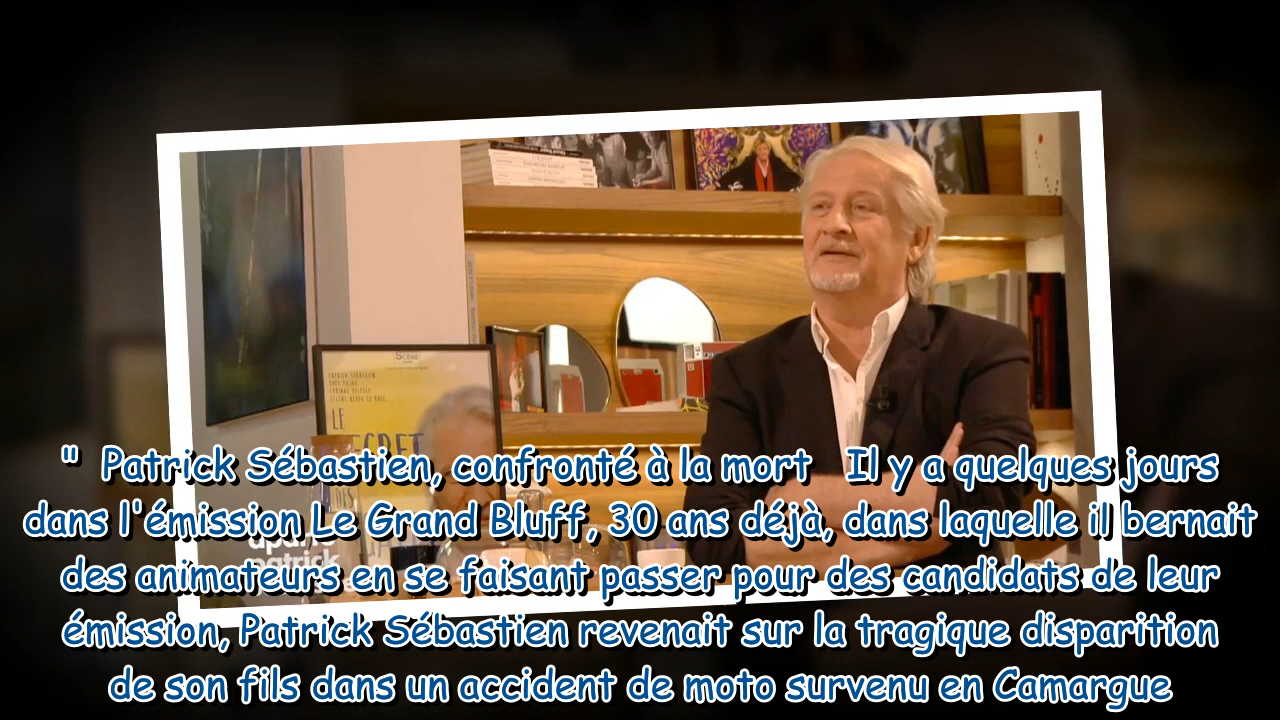 SCÈNE
LE
" Patrick Sébastien, confronté à la mort Il y a quelques jours
dans l'émission Le Grand Bluff, 30 ans déjà, dans laquelle il bernait
des animateurs en se faisant passer pour des candidats de leur
émission, Patrick Sébastien revenait sur la tragique disparition
de son fils dans un accident de moto survenu en Camargue